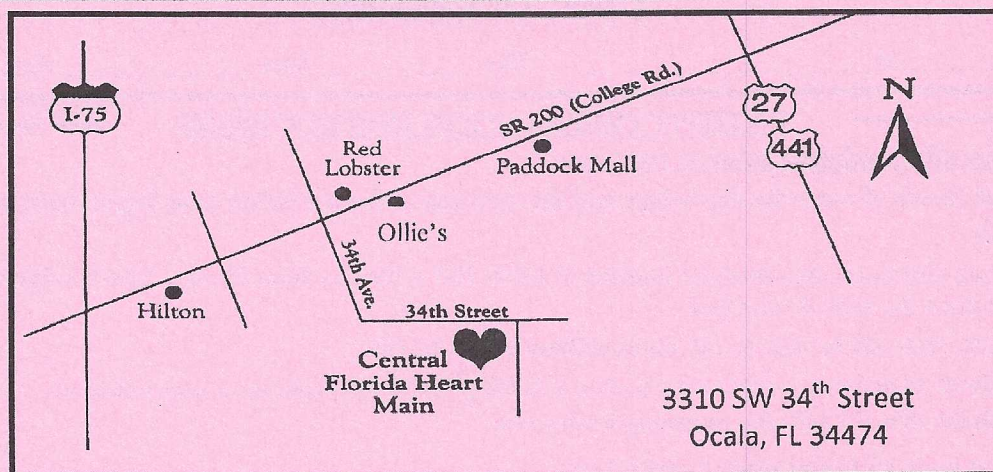 I-75
SR 200 (College Rd.)
27
441
N
Red
Lobster
Paddock Mall
Ollie's
34th Ave.
Hilton
34th Street
Central
Florida Heart
Main
3310 SW 34th Street
Ocala, FL 34474